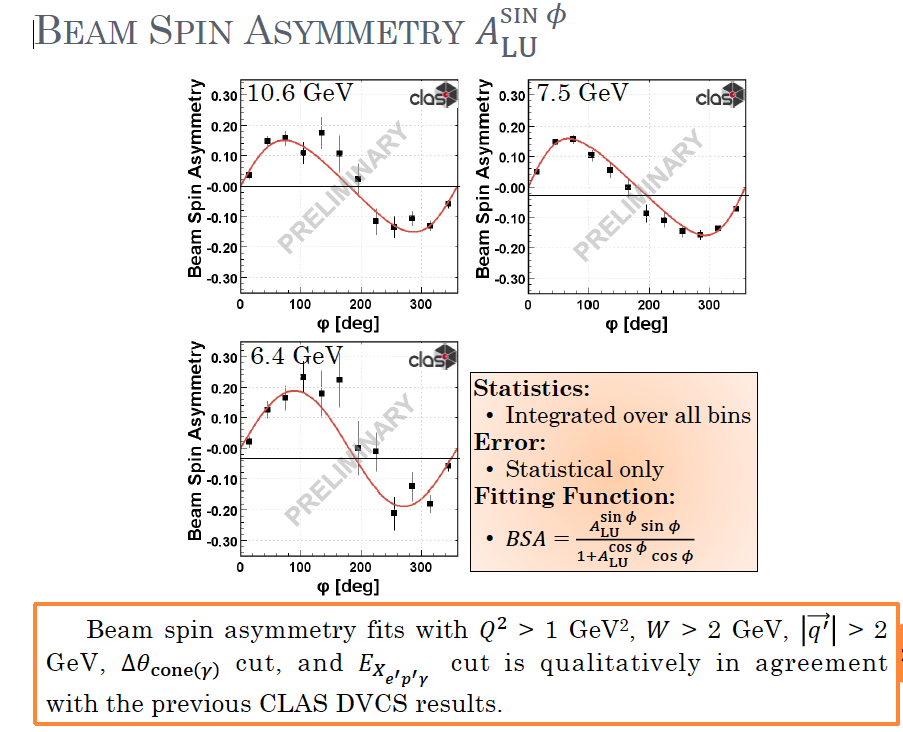 BEAM SPIN ASYMMETRY A_LU^SIN ϕ
Beam Spin Asymmetry
10.6 GeV
clas
0.30
0.20
0.10
-0.00
-0.10
-0.20
-0.30
PRELIMINARY
0 100 200 300
φ [deg]
Beam Spin Asymmetry
7.5 GeV
clas
0.30
0.20
0.10
-0.00
-0.10
-0.20
-0.30
PRELIMINARY
0 100 200 300
φ [deg]
Beam Spin Asymmetry
6.4 GeV
clas
0.30
0.20
0.10
-0.00
-0.10
-0.20
-0.30
PRELIMINARY
0 100 200 300
φ [deg]
Statistics:
• Integrated over all bins
Error:
• Statistical only
Fitting Function:
• BSA = (A_LU^sin ϕ sin ϕ) / (1+A_LU^cos ϕ cos ϕ)
Beam spin asymmetry fits with Q² > 1 GeV², W > 2 GeV, |q⃗'| > 2
GeV, Δθ_cone(γ) cut, and E_X_e'p'γ cut is qualitatively in agreement
with the previous CLAS DVCS results.